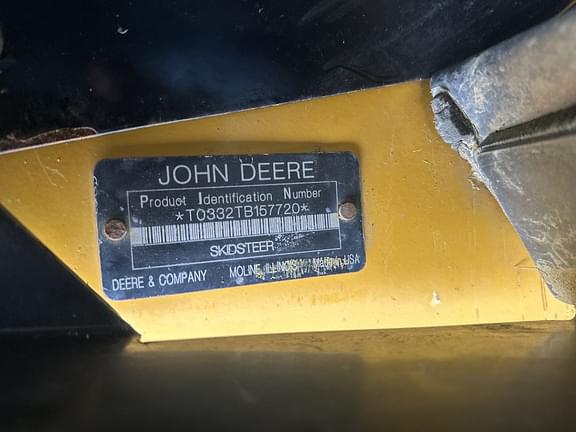 JOHN DEERE
Product Identification Number
*T0332TB157720*
SKIDSTEER
DEERE & COMPANY MOLINE, ILLINOIS Made in USA